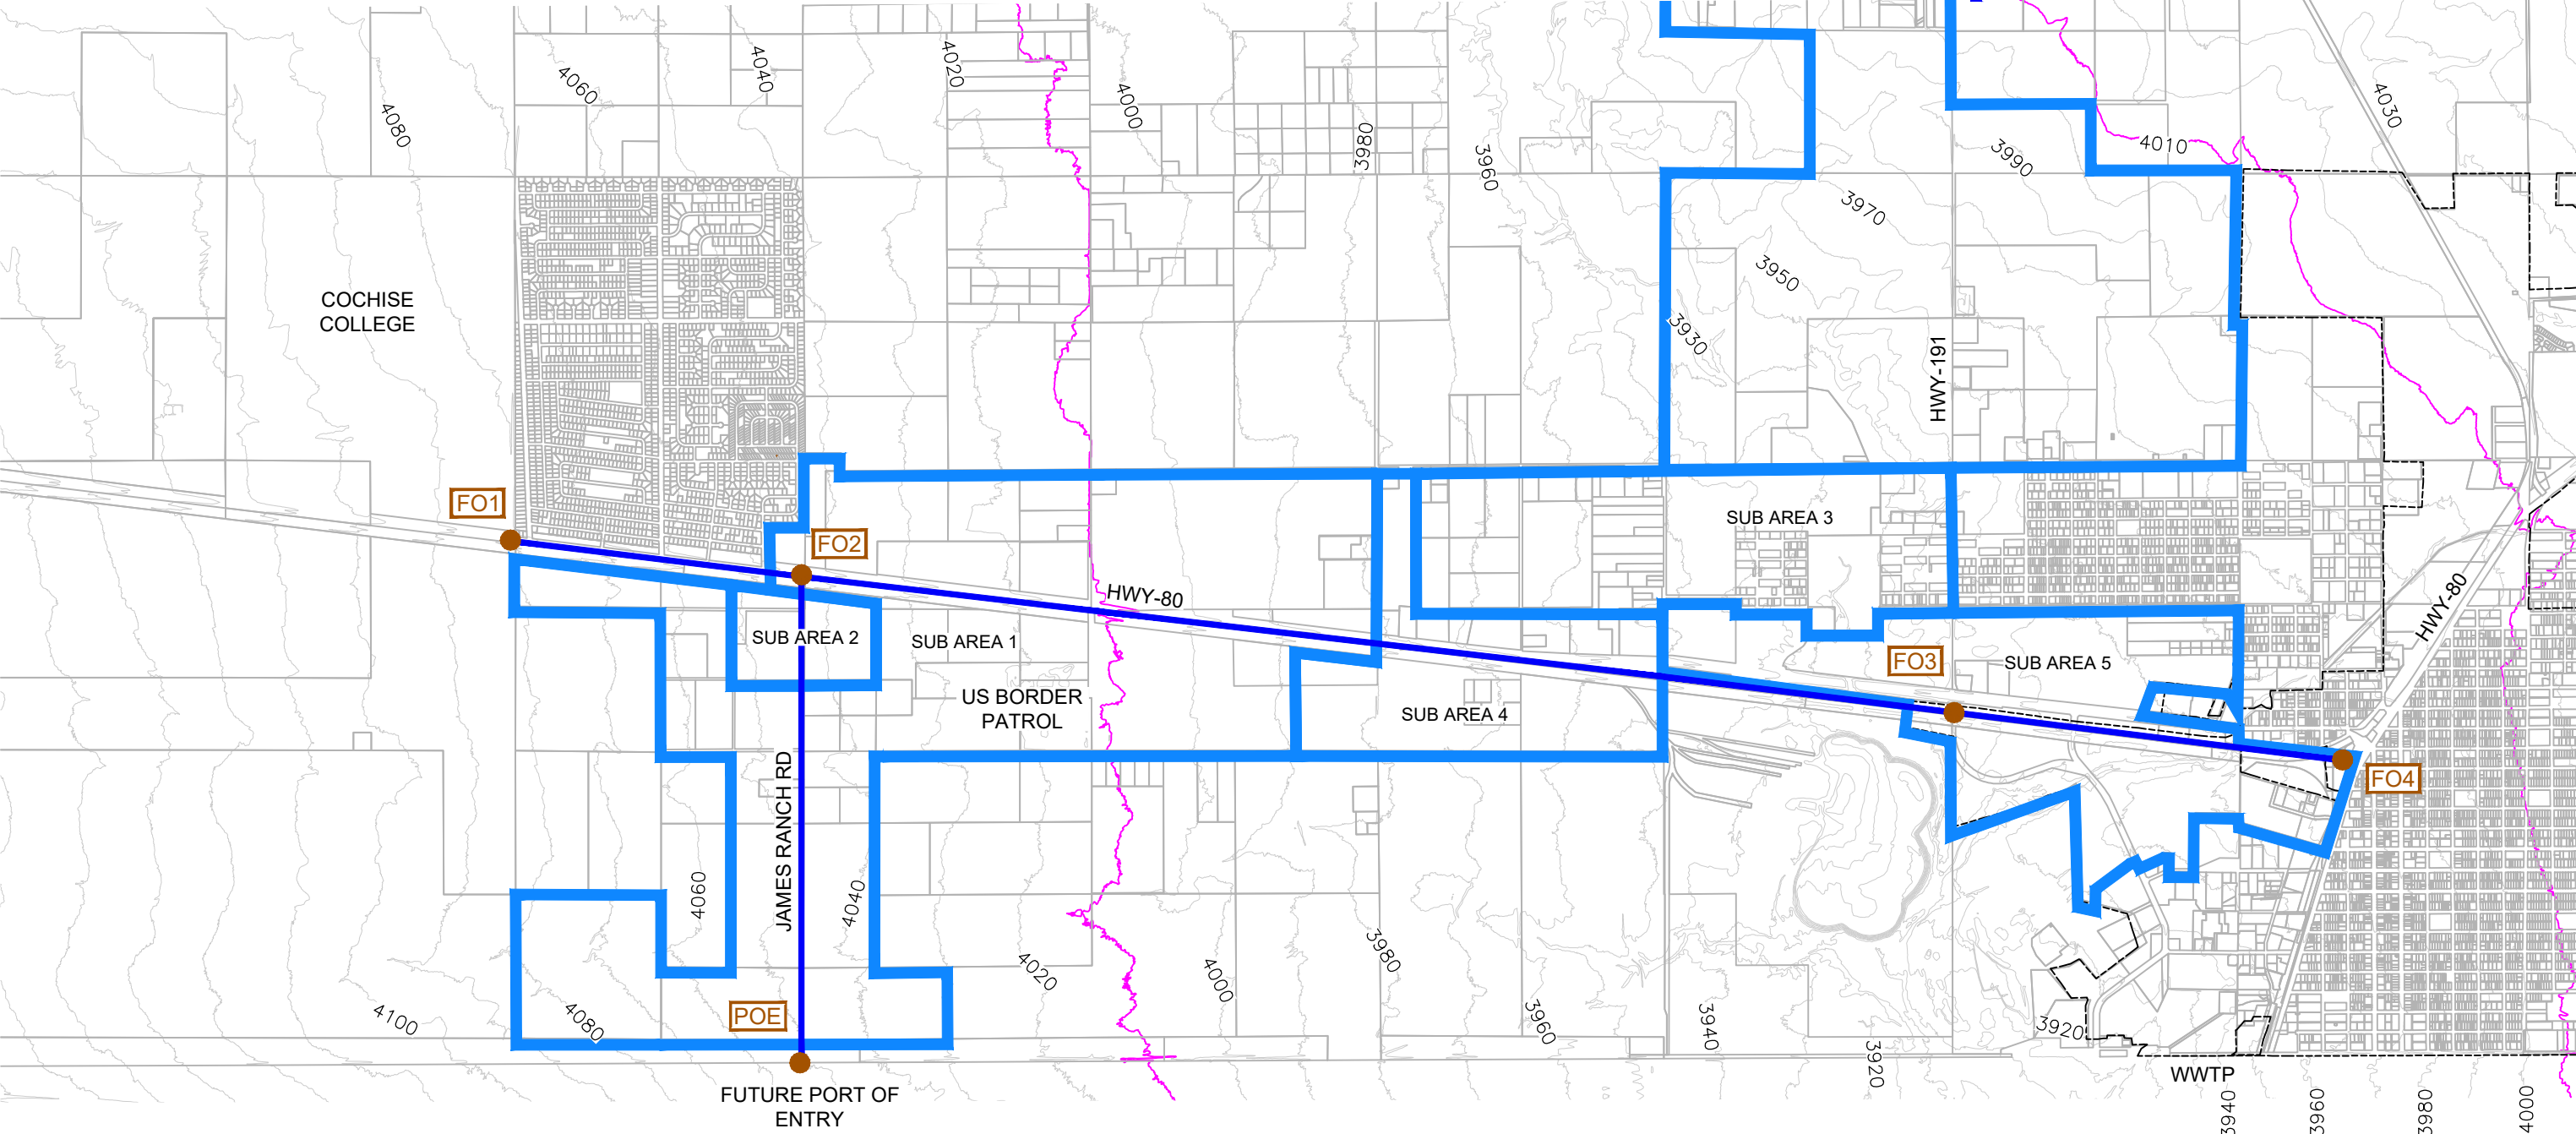 4060
4040
4020
4000
4080
3980
3960
4030
4010
3990
3970
3950
3930
COCHISE
COLLEGE
HWY-191
FO1
FO2
SUB AREA 3
HWY-80
HWY-80
SUB AREA 2
SUB AREA 1
FO3
SUB AREA 5
US BORDER
PATROL
SUB AREA 4
FO4
JAMES RANCH RD
4060
4040
3980
4020
4000
4100
4080
POE
3960
3940
3920
3920
FUTURE PORT OF
ENTRY
WWTP
3940
3960
3980
4000